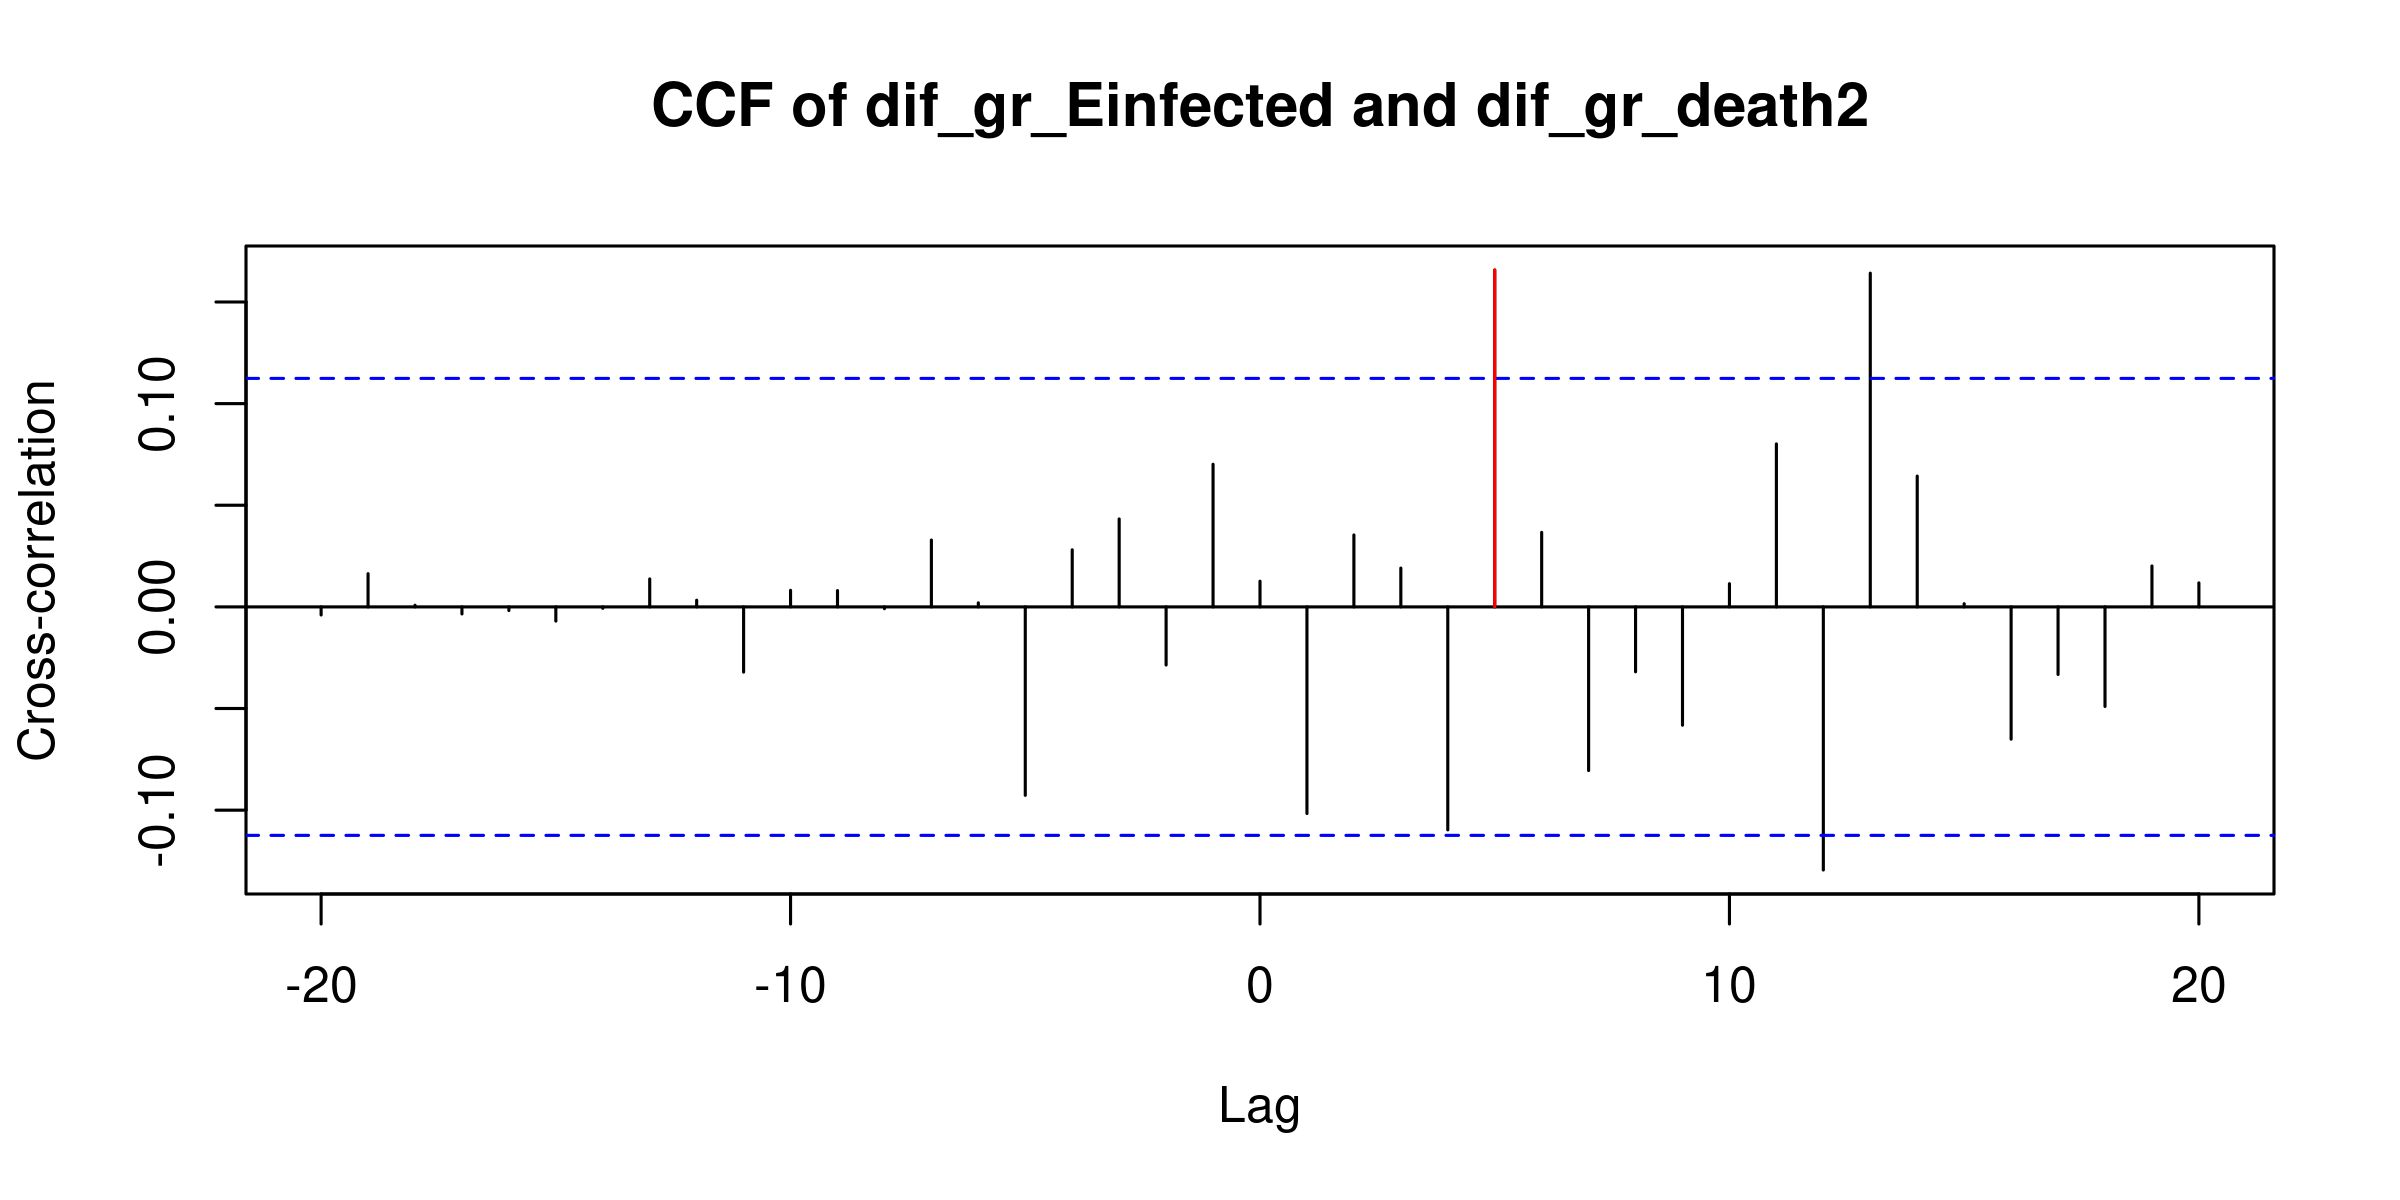 CCF of dif_gr_Einfected and dif_gr_death2
Cross-correlation
0.10
0.00
-0.10
-20
-10
0
10
20
Lag